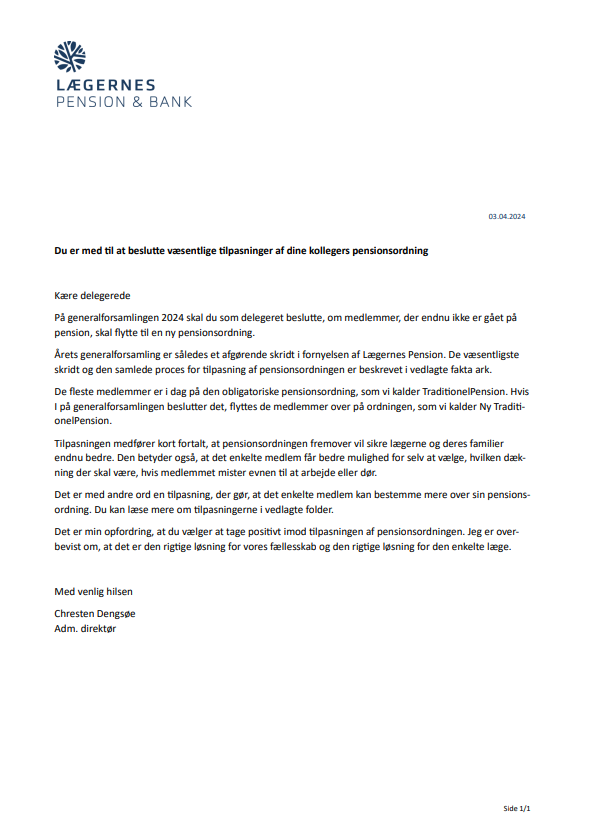 LÆGERNES
PENSION & BANK
03.04.2024
Du er med til at beslutte væsentlige tilpasninger af dine kollegers pensionsordning
Kære delegerede
På generalforsamlingen 2024 skal du som delegeret beslutte, om medlemmer, der endnu ikke er gået på
pension, skal flytte til en ny pensionsordning.
Årets generalforsamling er således et afgørende skridt i fornyelsen af Lægernes Pension. De væsentligste
skridt og den samlede proces for tilpasning af pensionsordningen er beskrevet i vedlagte fakta ark.
De fleste medlemmer er i dag på den obligatoriske pensionsordning, som vi kalder TraditionelPension. Hvis
I på generalforsamlingen beslutter det, flyttes de medlemmer over på ordningen, som vi kalder Ny Traditi-
onelPension.
Tilpasningen medfører kort fortalt, at pensionsordningen fremover vil sikre lægerne og deres familier
endnu bedre. Den betyder også, at det enkelte medlem får bedre mulighed for selv at vælge, hvilken dæk-
ning der skal være, hvis medlemmet mister evnen til at arbejde eller dør.
Det er med andre ord en tilpasning, der gør, at det enkelte medlem kan bestemme mere over sin pensions-
ordning. Du kan læse mere om tilpasningerne i vedlagte folder.
Det er min opfordring, at du vælger at tage positivt imod tilpasningen af pensionsordningen. Jeg er over-
bevist om, at det er den rigtige løsning for vores fællesskab og den rigtige løsning for den enkelte læge.
Med venlig hilsen
Chresten Dengsøe
Adm. direktør
Side 1/1